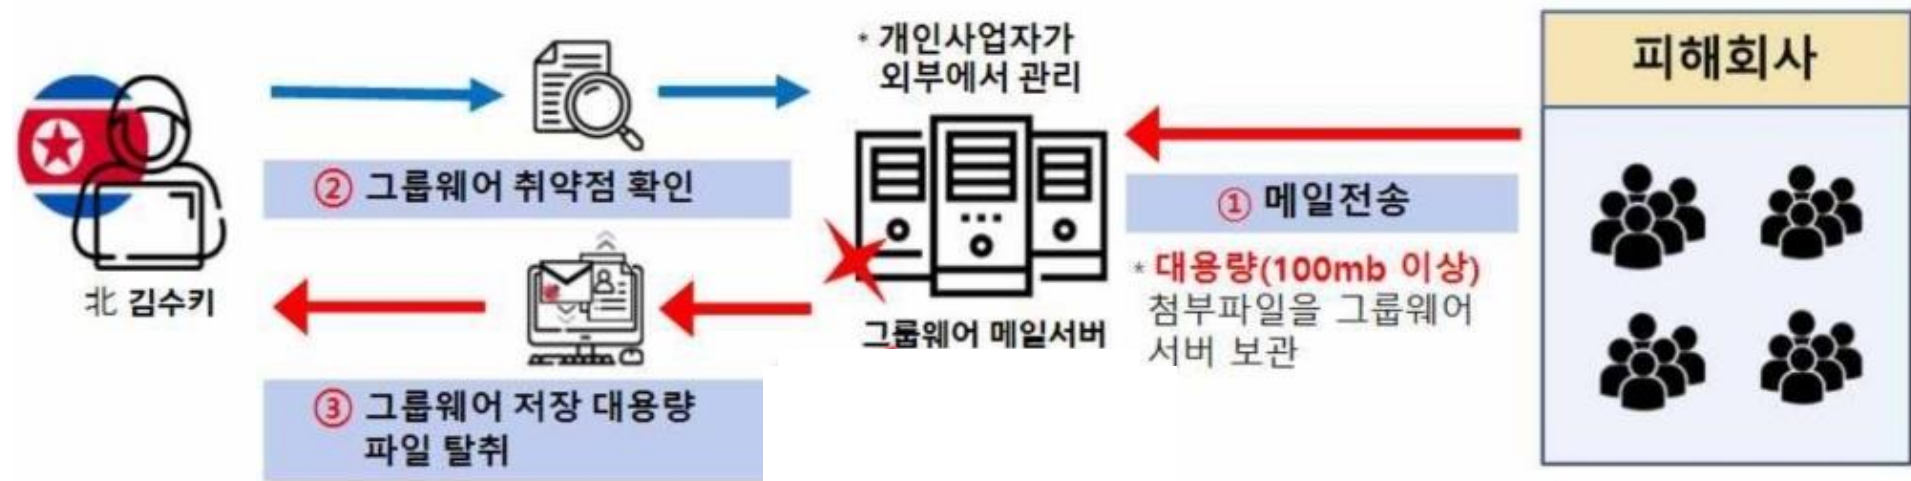 * 개인사업자가
외부에서 관리
피해회사
② 그룹웨어 취약점 확인
① 메일전송
* 대용량(100mb 이상)
첨부파일을 그룹웨어
서버 보관
北 김수키
그룹웨어 메일서버
③ 그룹웨어 저장 대용량
파일 탈취